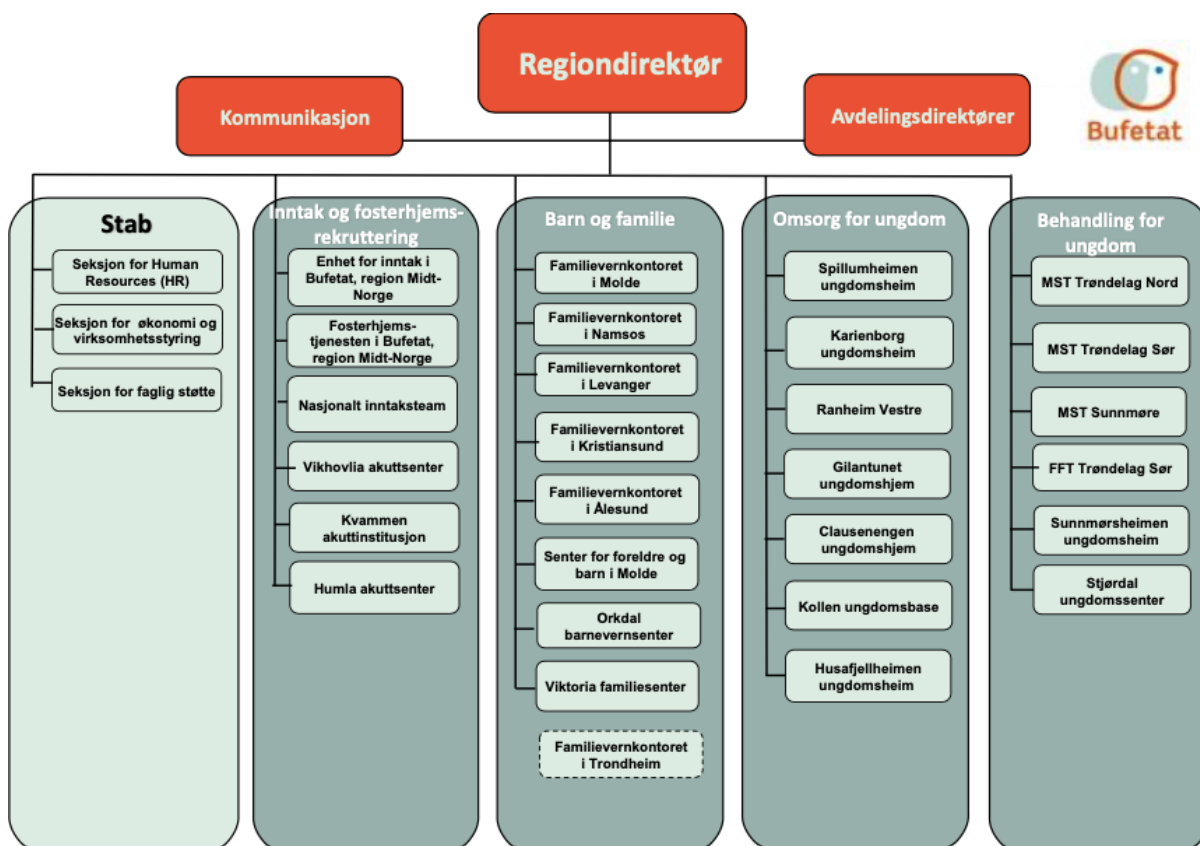 Regiondirektør
Kommunikasjon
Avdelingsdirektører
Bufetat
Stab
Seksjon for Human
Resources (HR)
Seksjon for økonomi og
virksomhetsstyring
Seksjon for faglig støtte
Inntak og fosterhjems-
rekruttering
Enhet for inntak i
Bufetat, region Midt-
Norge
Fosterhjems-
tjenesten i Bufetat,
region Midt-Norge
Nasjonalt inntaksteam
Vikhovlia akuttsenter
Kvammen
akuttinstitusjon
Humla akuttsenter
Barn og familie
Familievernkontoret
i Molde
Familievernkontoret
i Namsos
Familievernkontoret
i Levanger
Familievernkontoret
i Kristiansund
Familievernkontoret
i Ålesund
Senter for foreldre og
barn i Molde
Orkdal
barnevernsenter
Viktoria familiesenter
Familievernkontoret
i Trondheim
Omsorg for ungdom
Spillumheimen
ungdomsheim
Karienborg
ungdomsheim
Ranheim Vestre
Gilantunet
ungdomshjem
Clausenengen
ungdomshjem
Kollen ungdomsbase
Husafjellheimen
ungdomsheim
Behandling for
ungdom
MST Trøndelag Nord
MST Trøndelag Sør
MST Sunnmøre
FFT Trøndelag Sør
Sunnmørsheimen
ungdomsheim
Stjørdal
ungdomssenter